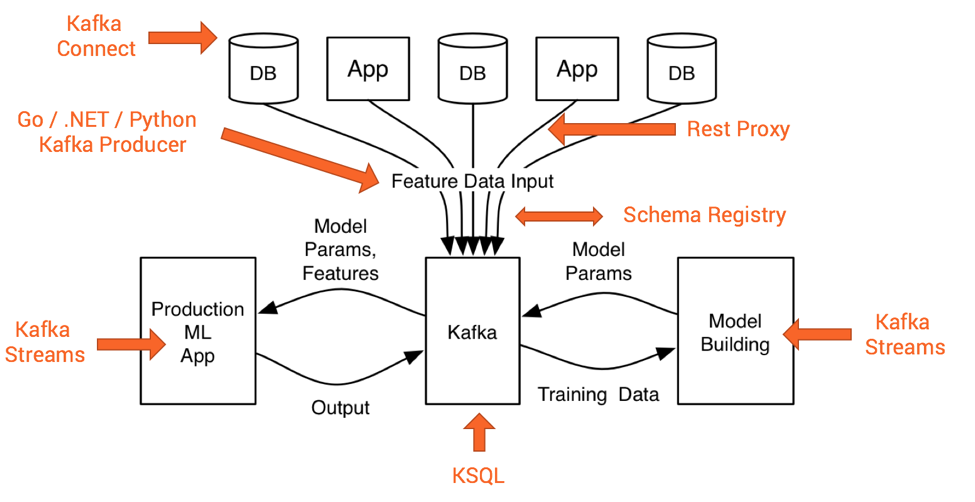 Kafka
Connect
DB
App
DB
App
DB
Go / .NET / Python
Kafka Producer
Rest Proxy
Feature Data Input
Schema Registry
Model
Params,
Features
Model
Params
Production
ML
App
Kafka
Model
Building
Kafka
Streams
Kafka
Streams
Output
Training Data
KSQL